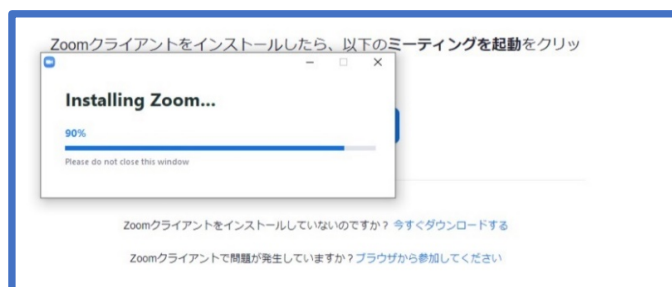 Zoomクライアントをインストールしたら、以下のミーティングを起動をクリッ
Installing Zoom...
90%
Please do not close this window
Zoomクライアントをインストールしていないのですか？ 今すぐダウンロードする
Zoomクライアントで問題が発生していますか？ブラウザから参加してください